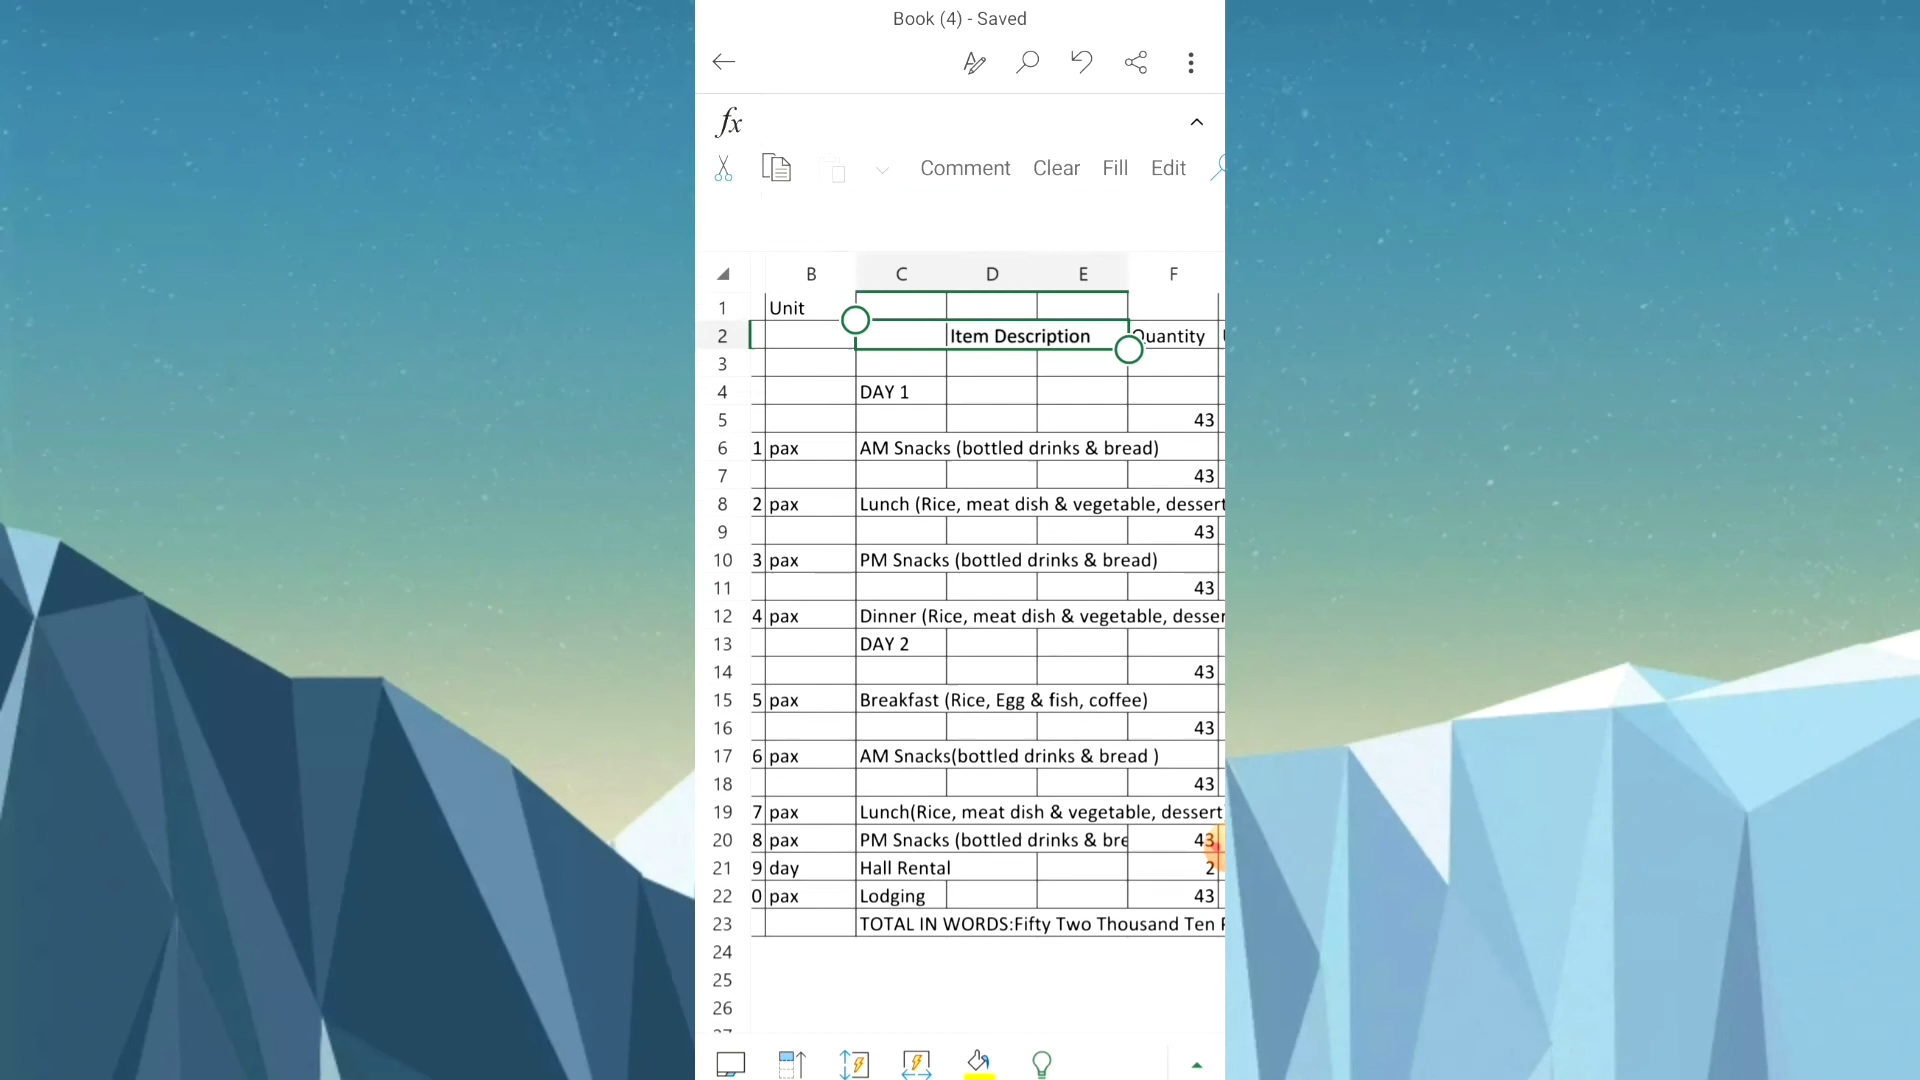 Book (4) - Saved
fx
Comment Clear Fill Edit
B C D E F
1 Unit
2 Item Description Quantity
3
4 DAY 1
5 43
6 1 pax AM Snacks (bottled drinks & bread)
7 43
8 2 pax Lunch (Rice, meat dish & vegetable, dessert
9 43
10 3 pax PM Snacks (bottled drinks & bread)
11 43
12 4 pax Dinner (Rice, meat dish & vegetable, desser
13 DAY 2
14 43
15 5 pax Breakfast (Rice, Egg & fish, coffee)
16 43
17 6 pax AM Snacks(bottled drinks & bread )
18 43
19 7 pax Lunch(Rice, meat dish & vegetable, dessert
20 8 pax PM Snacks (bottled drinks & bre 43
21 9 day Hall Rental 2
22 0 pax Lodging 43
23 TOTAL IN WORDS:Fifty Two Thousand Ten
24
25
26